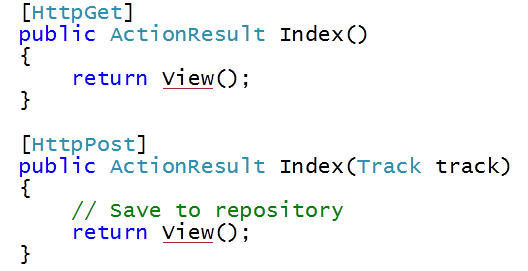 [HttpGet]
public ActionResult Index()
{
    return View();
}

[HttpPost]
public ActionResult Index(Track track)
{
    // Save to repository
    return View();
}